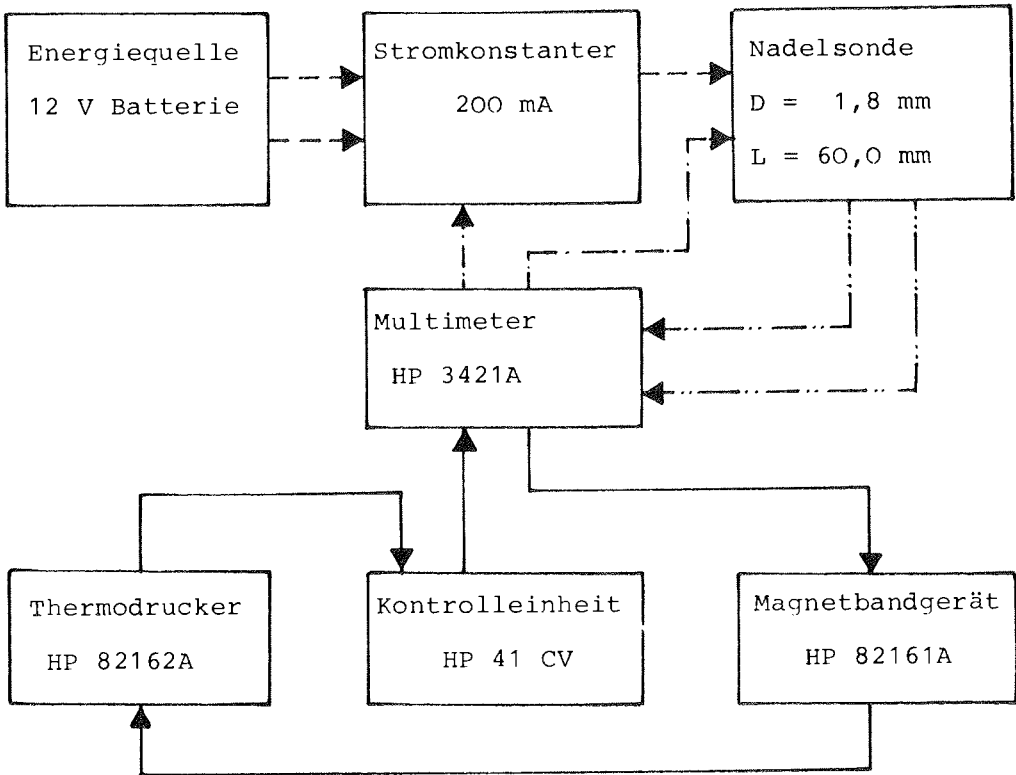 Energiequelle
12 V Batterie
Stromkonstanter
200 mA
Nadelsonde
D = 1,8 mm
L = 60,0 mm
Multimeter
HP 3421A
Thermodrucker
HP 82162A
Kontrolleinheit
HP 41 CV
Magnetbandgerät
HP 82161A